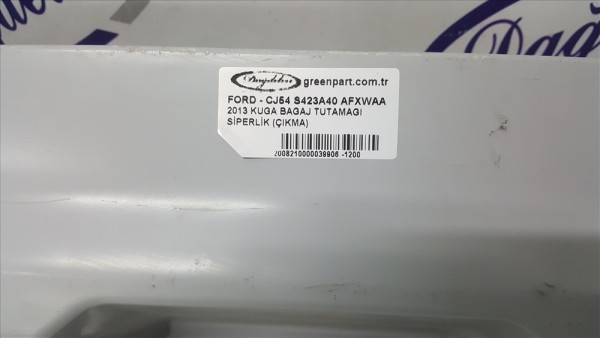 greenpart.com.tr
FORD - CJ54 S423A40 AFXWAA
2013 KUGA BAGAJ TUTAMAGI
SİPERLİK (ÇIKMA)
2008210000039906 -1200